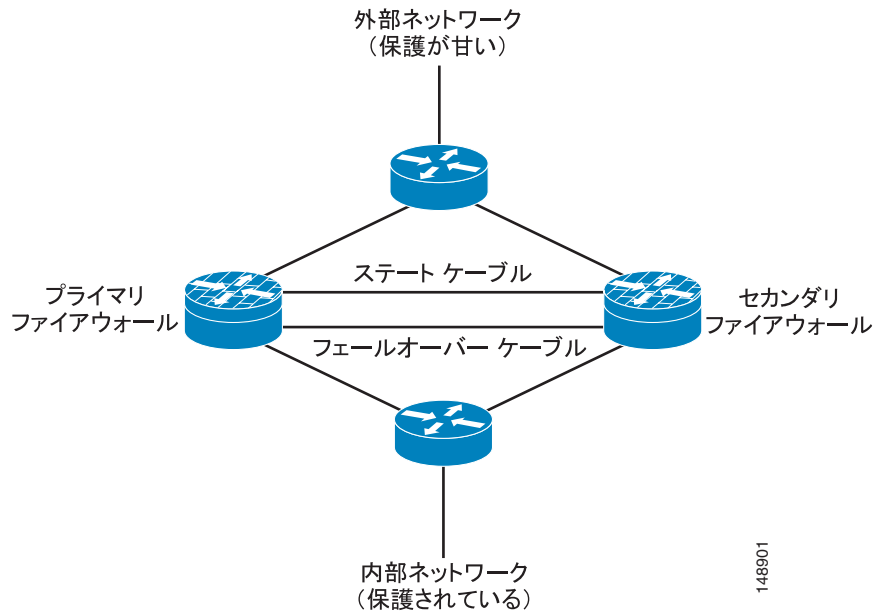 外部ネットワーク
（保護が甘い）
ステート ケーブル
プライマリ
ファイアウォール
セカンダリ
ファイアウォール
フェールオーバー ケーブル
内部ネットワーク
（保護されている）
148901